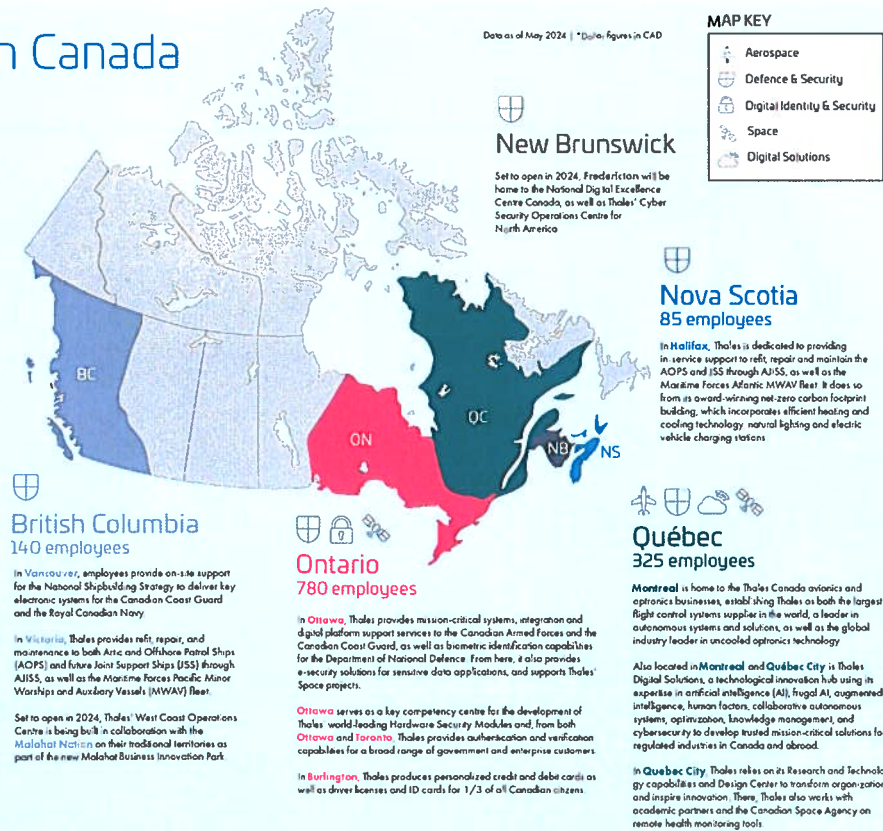 n Canada
Data as of May 2024 | *Dollar figures in CAD
MAP KEY
Aerospace
Defence & Security
Digital Identity & Security
Space
Digital Solutions
New Brunswick
Set to open in 2024, Fredericton will be
home to the National Digital Excellence
Centre Canada, as well as Thales' Cyber
Security Operations Centre for
North America
Nova Scotia
85 employees
In Halifax, Thales is dedicated to providing
in-service support to refit, repair and maintain the
AOPS and JSS through AJISS, as well as the
Maritime Forces Atlantic MWAV fleet. It does so
from its award-winning net-zero carbon footprint
building, which incorporates efficient heating and
cooling technology, natural lighting and electric
vehicle charging stations
BC
ON
QC
NB
NS
British Columbia
140 employees
In Vancouver, employees provide on-site support
for the National Shipbuilding Strategy to deliver key
electronic systems for the Canadian Coast Guard
and the Royal Canadian Navy
In Victoria, Thales provides refit, repair, and
maintenance to both Artic and Offshore Patrol Ships
(AOPS) and future Joint Support Ships (JSS) through
AJISS, as well as the Maritime Forces Pacific Minor
Warships and Auxiliary Vessels (MWAV) fleet.
Set to open in 2024, Thales' West Coast Operations
Centre is being built in collaboration with the
Malahat Nation on their traditional territories as
part of the new Malahat Business Innovation Park
Ontario
780 employees
In Ottawa, Thales provides mission-critical systems, integration and
digital platform support services to the Canadian Armed Forces and the
Canadian Coast Guard, as well as biometric identification capabilities
for the Department of National Defence. From here, it also provides
e-security solutions for sensitive data applications, and supports Thales'
Space projects.
Ottawa serves as a key competency centre for the development of
Thales' world-leading Hardware Security Modules and, from both
Ottawa and Toronto, Thales provides authentication and verification
capabilities for a broad range of government and enterprise customers
In Burlington, Thales produces personalized credit and debit cards as
well as driver licenses and ID cards for 1/3 of all Canadian citizens
Québec
325 employees
Montreal is home to the Thales Canada avionics and
optronics businesses, establishing Thales as both the largest
flight control systems supplier in the world, a leader in
autonomous systems and solutions, as well as the global
industry leader in uncooled optronics technology
Also located in Montreal and Québec City is Thales
Digital Solutions, a technological innovation hub using its
expertise in artificial intelligence (AI), frugal AI, augmented
intelligence, human factors, collaborative autonomous
systems, optimization, knowledge management, and
cybersecurity to develop trusted mission-critical solutions fo
regulated industries in Canada and abroad.
In Quebec City, Thales relies on its Research and Technolo
gy capabilities and Design Center to transform organization
and inspire innovation. There, Thales also works with
academic partners and the Canadian Space Agency on
remote health monitoring tools